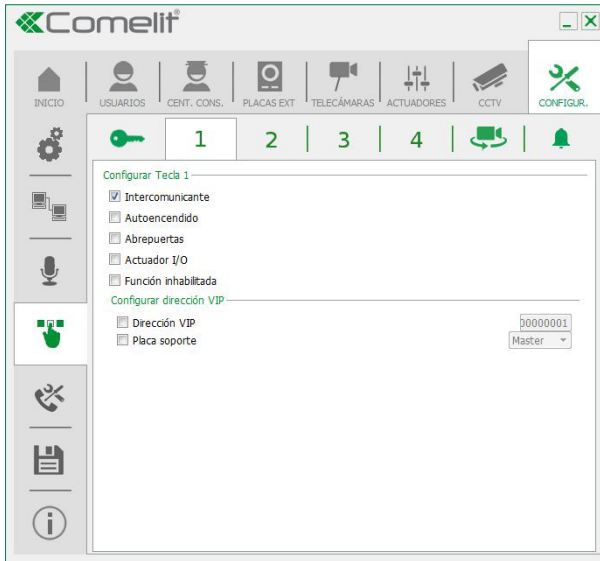 Comelit®
INICIO
USUARIOS
CENT. CONS.
PLACAS EXT
TELECÁMARAS
ACTUADORES
CCTV
CONFIGUR.
1 2 3 4
Configurar Tecla 1
Intercomunicante
Autoencendido
Abrepuertas
Actuador I/O
Función inhabilitada
Configurar dirección VIP
Dirección VIP 00000001
Placa soporte Master